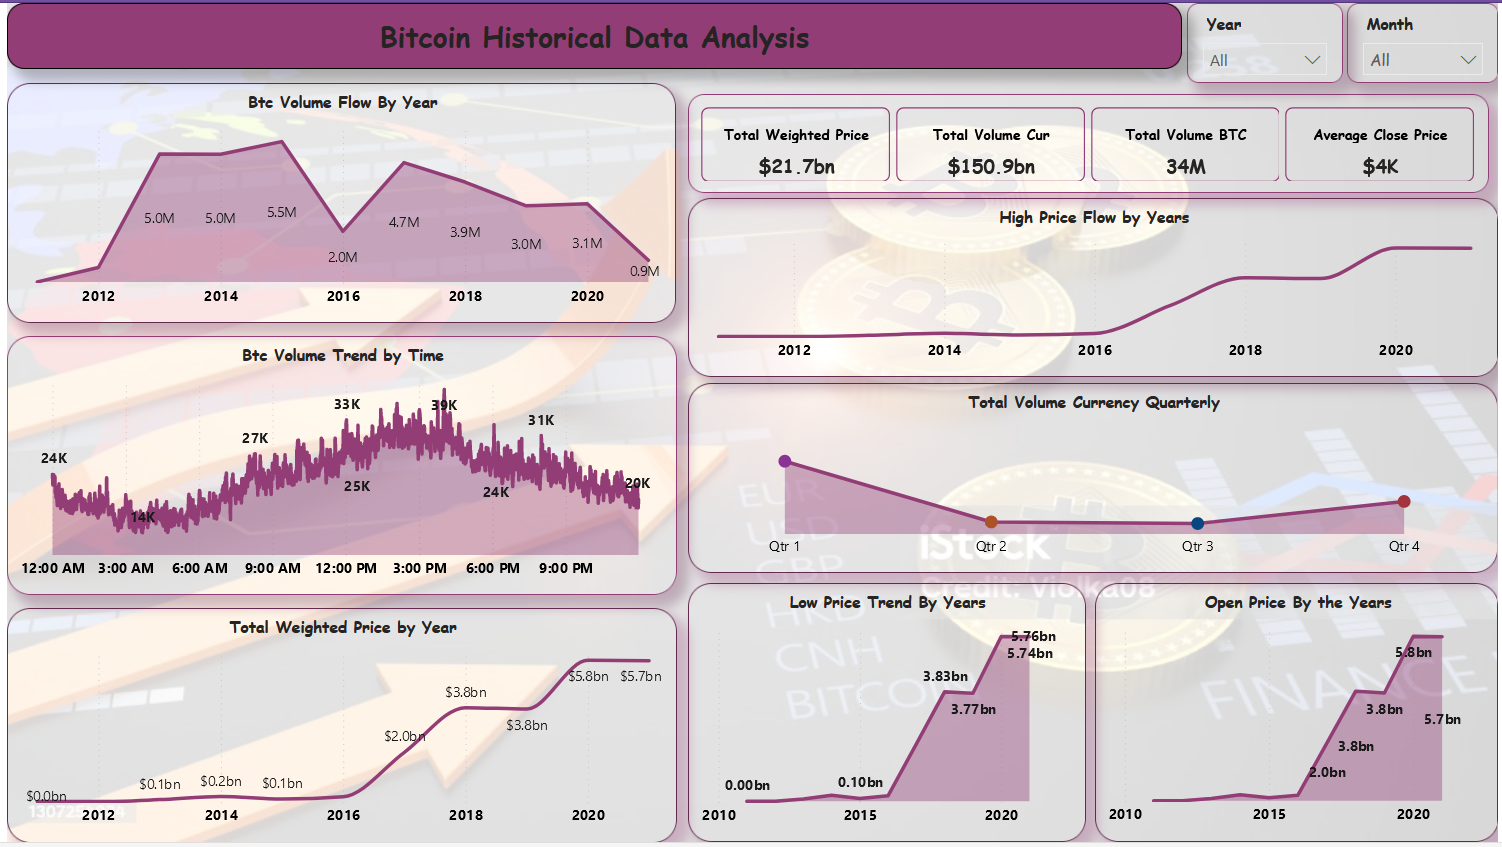 Bitcoin Historical Data Analysis
Year
All
Month
All
Btc Volume Flow By Year
5.0M
5.0M
5.5M
2.0M
4.7M
3.9M
3.0M
3.1M
0.9M
2012 2014 2016 2018 2020
Total Weighted Price
$21.7bn
Total Volume Cur
$150.9bn
Total Volume BTC
34M
Average Close Price
$4K
High Price Flow by Years
2012 2014 2016 2018 2020
Btc Volume Trend by Time
24K
14K
27K
33K
25K
39K
24K
31K
20K
12:00 AM 3:00 AM 6:00 AM 9:00 AM 12:00 PM 3:00 PM 6:00 PM 9:00 PM
Total Volume Currency Quarterly
Qtr 1 Qtr 2 Qtr 3 Qtr 4
EUR
USD
GBP
HKD
CNH
BITCO
FINANCE
iStock
Credit: Violka08
Total Weighted Price by Year
$0.0bn
$0.1bn
$0.2bn
$0.1bn
$2.0bn
$3.8bn
$3.8bn
$5.8bn
$5.7bn
2012 2014 2016 2018 2020
Low Price Trend By Years
0.00bn
0.10bn
3.83bn
3.77bn
5.76bn
5.74bn
2010 2015 2020
Open Price By the Years
2.0bn
3.8bn
3.8bn
5.8bn
5.7bn
2010 2015 2020